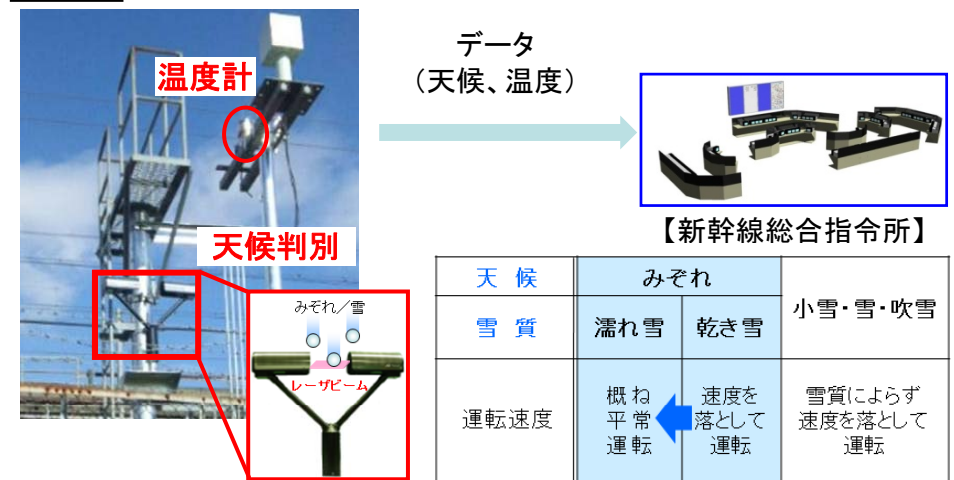 温度計
データ
（天候、温度）
天候判別
みぞれ／雪
レーザビーム
【新幹線総合指令所】
天 候
みぞれ
小雪・雪・吹雪
雪 質
濡れ雪
乾き雪
運転速度
概ね
平常
運転
速度を
落として
運転
雪質によらず
速度を落として
運転